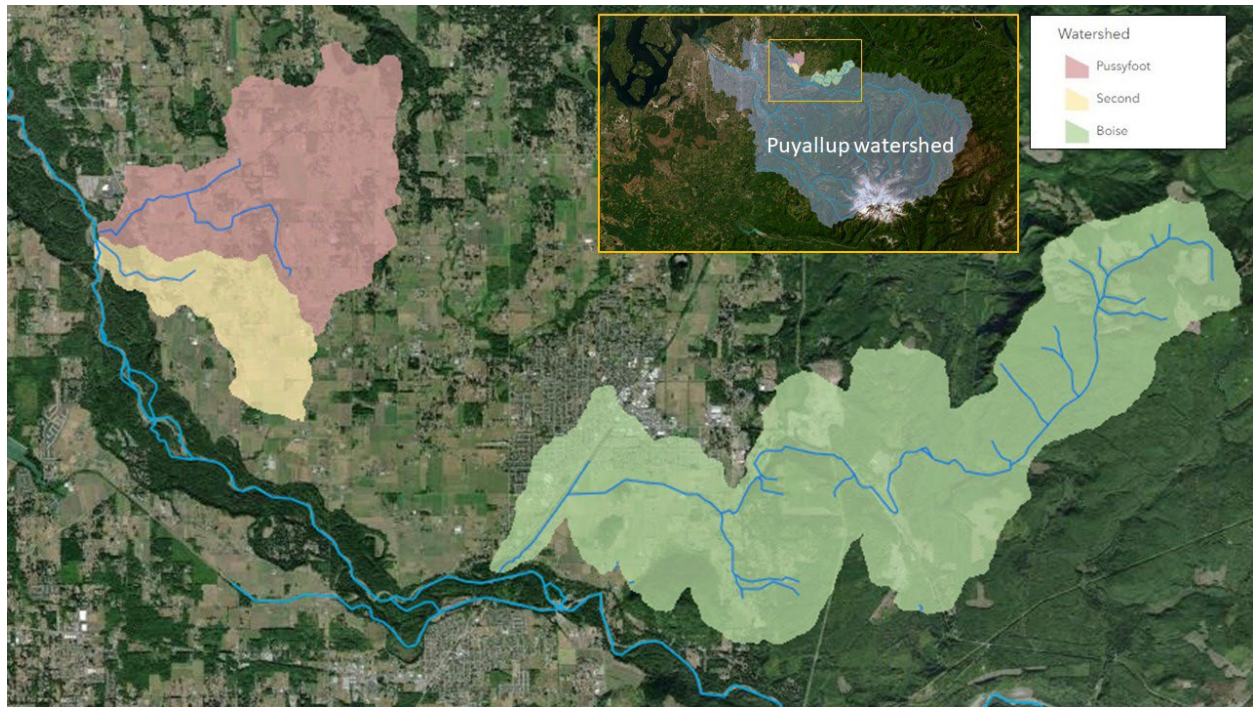 Puyallup watershed
Watershed
Pussyfoot
Second
Boise